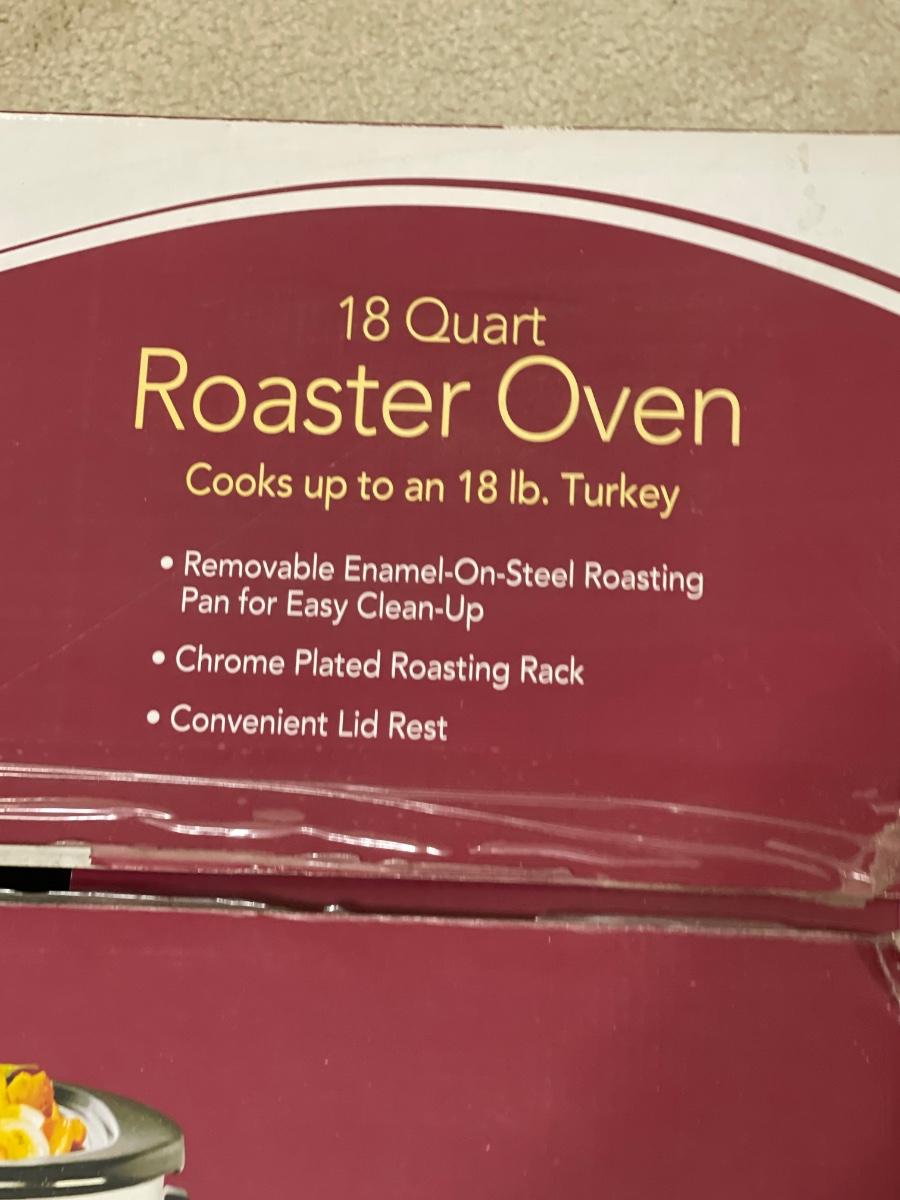 18 Quart
Roaster Oven
Cooks up to an 18 lb. Turkey
• Removable Enamel-On-Steel Roasting
Pan for Easy Clean-Up
• Chrome Plated Roasting Rack
• Convenient Lid Rest